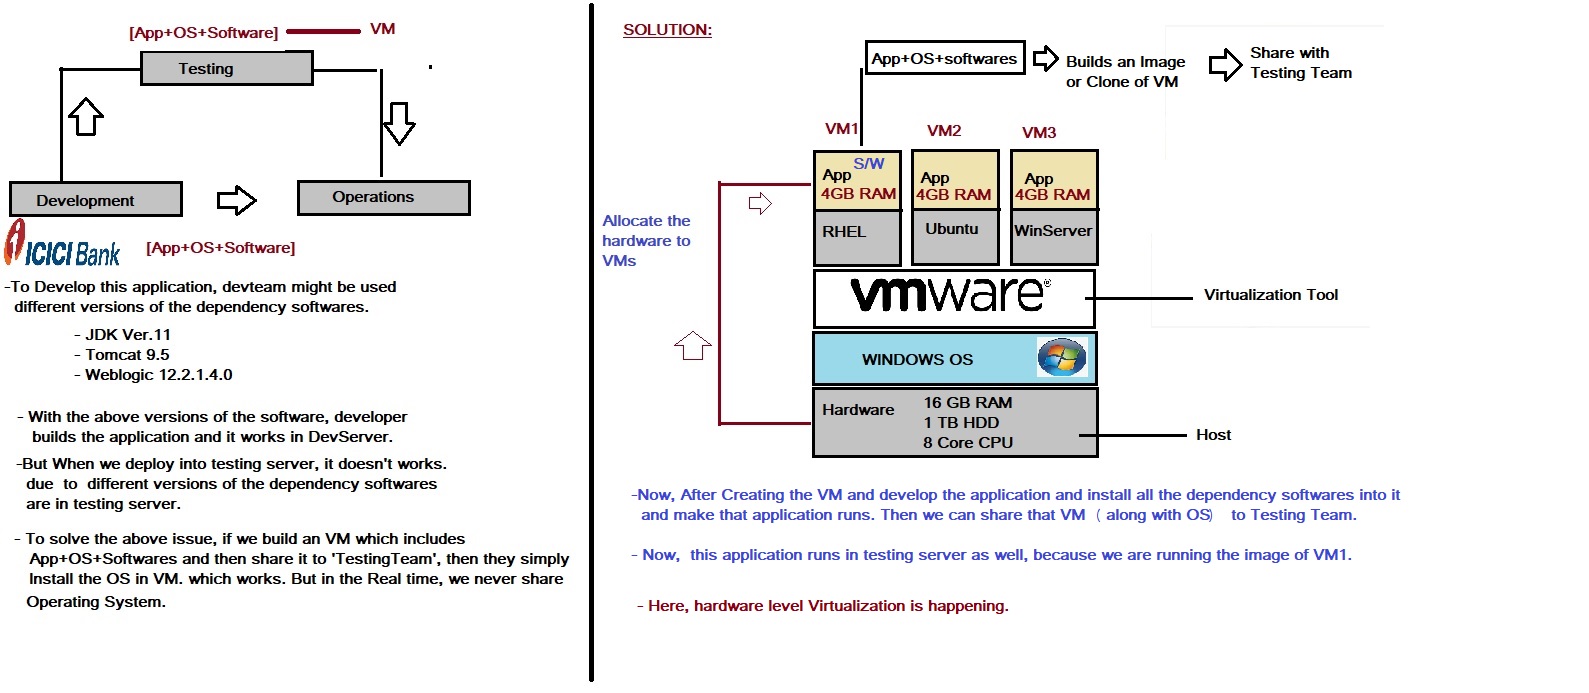 [App+OS+Software]
VM
Testing
Development
Operations
ICICI Bank
[App+OS+Software]
-To Develop this application, devteam might be used
different versions of the dependency softwares.
- JDK Ver.11
- Tomcat 9.5
- Weblogic 12.2.1.4.0
- With the above versions of the software, developer
builds the application and it works in DevServer.
-But When we deploy into testing server, it doesn't works.
due to different versions of the dependency softwares
are in testing server.
- To solve the above issue, if we build an VM which includes
App+OS+Softwares and then share it to 'TestingTeam', then they simply
Install the OS in VM. which works. But in the Real time, we never share
Operating System.
SOLUTION:
App+OS+softwares
Builds an Image
or Clone of VM
Share with
Testing Team
VM1
VM2
VM3
S/W
App
4GB RAM
App
4GB RAM
App
4GB RAM
RHEL
Ubuntu
WinServer
Allocate the
hardware to
VMs
vmware®
Virtualization Tool
WINDOWS OS
Hardware
16 GB RAM
1 TB HDD
8 Core CPU
Host
-Now, After Creating the VM and develop the application and install all the dependency softwares into it
and make that application runs. Then we can share that VM ( along with OS) to Testing Team.
- Now, this application runs in testing server as well, because we are running the image of VM1.
- Here, hardware level Virtualization is happening.